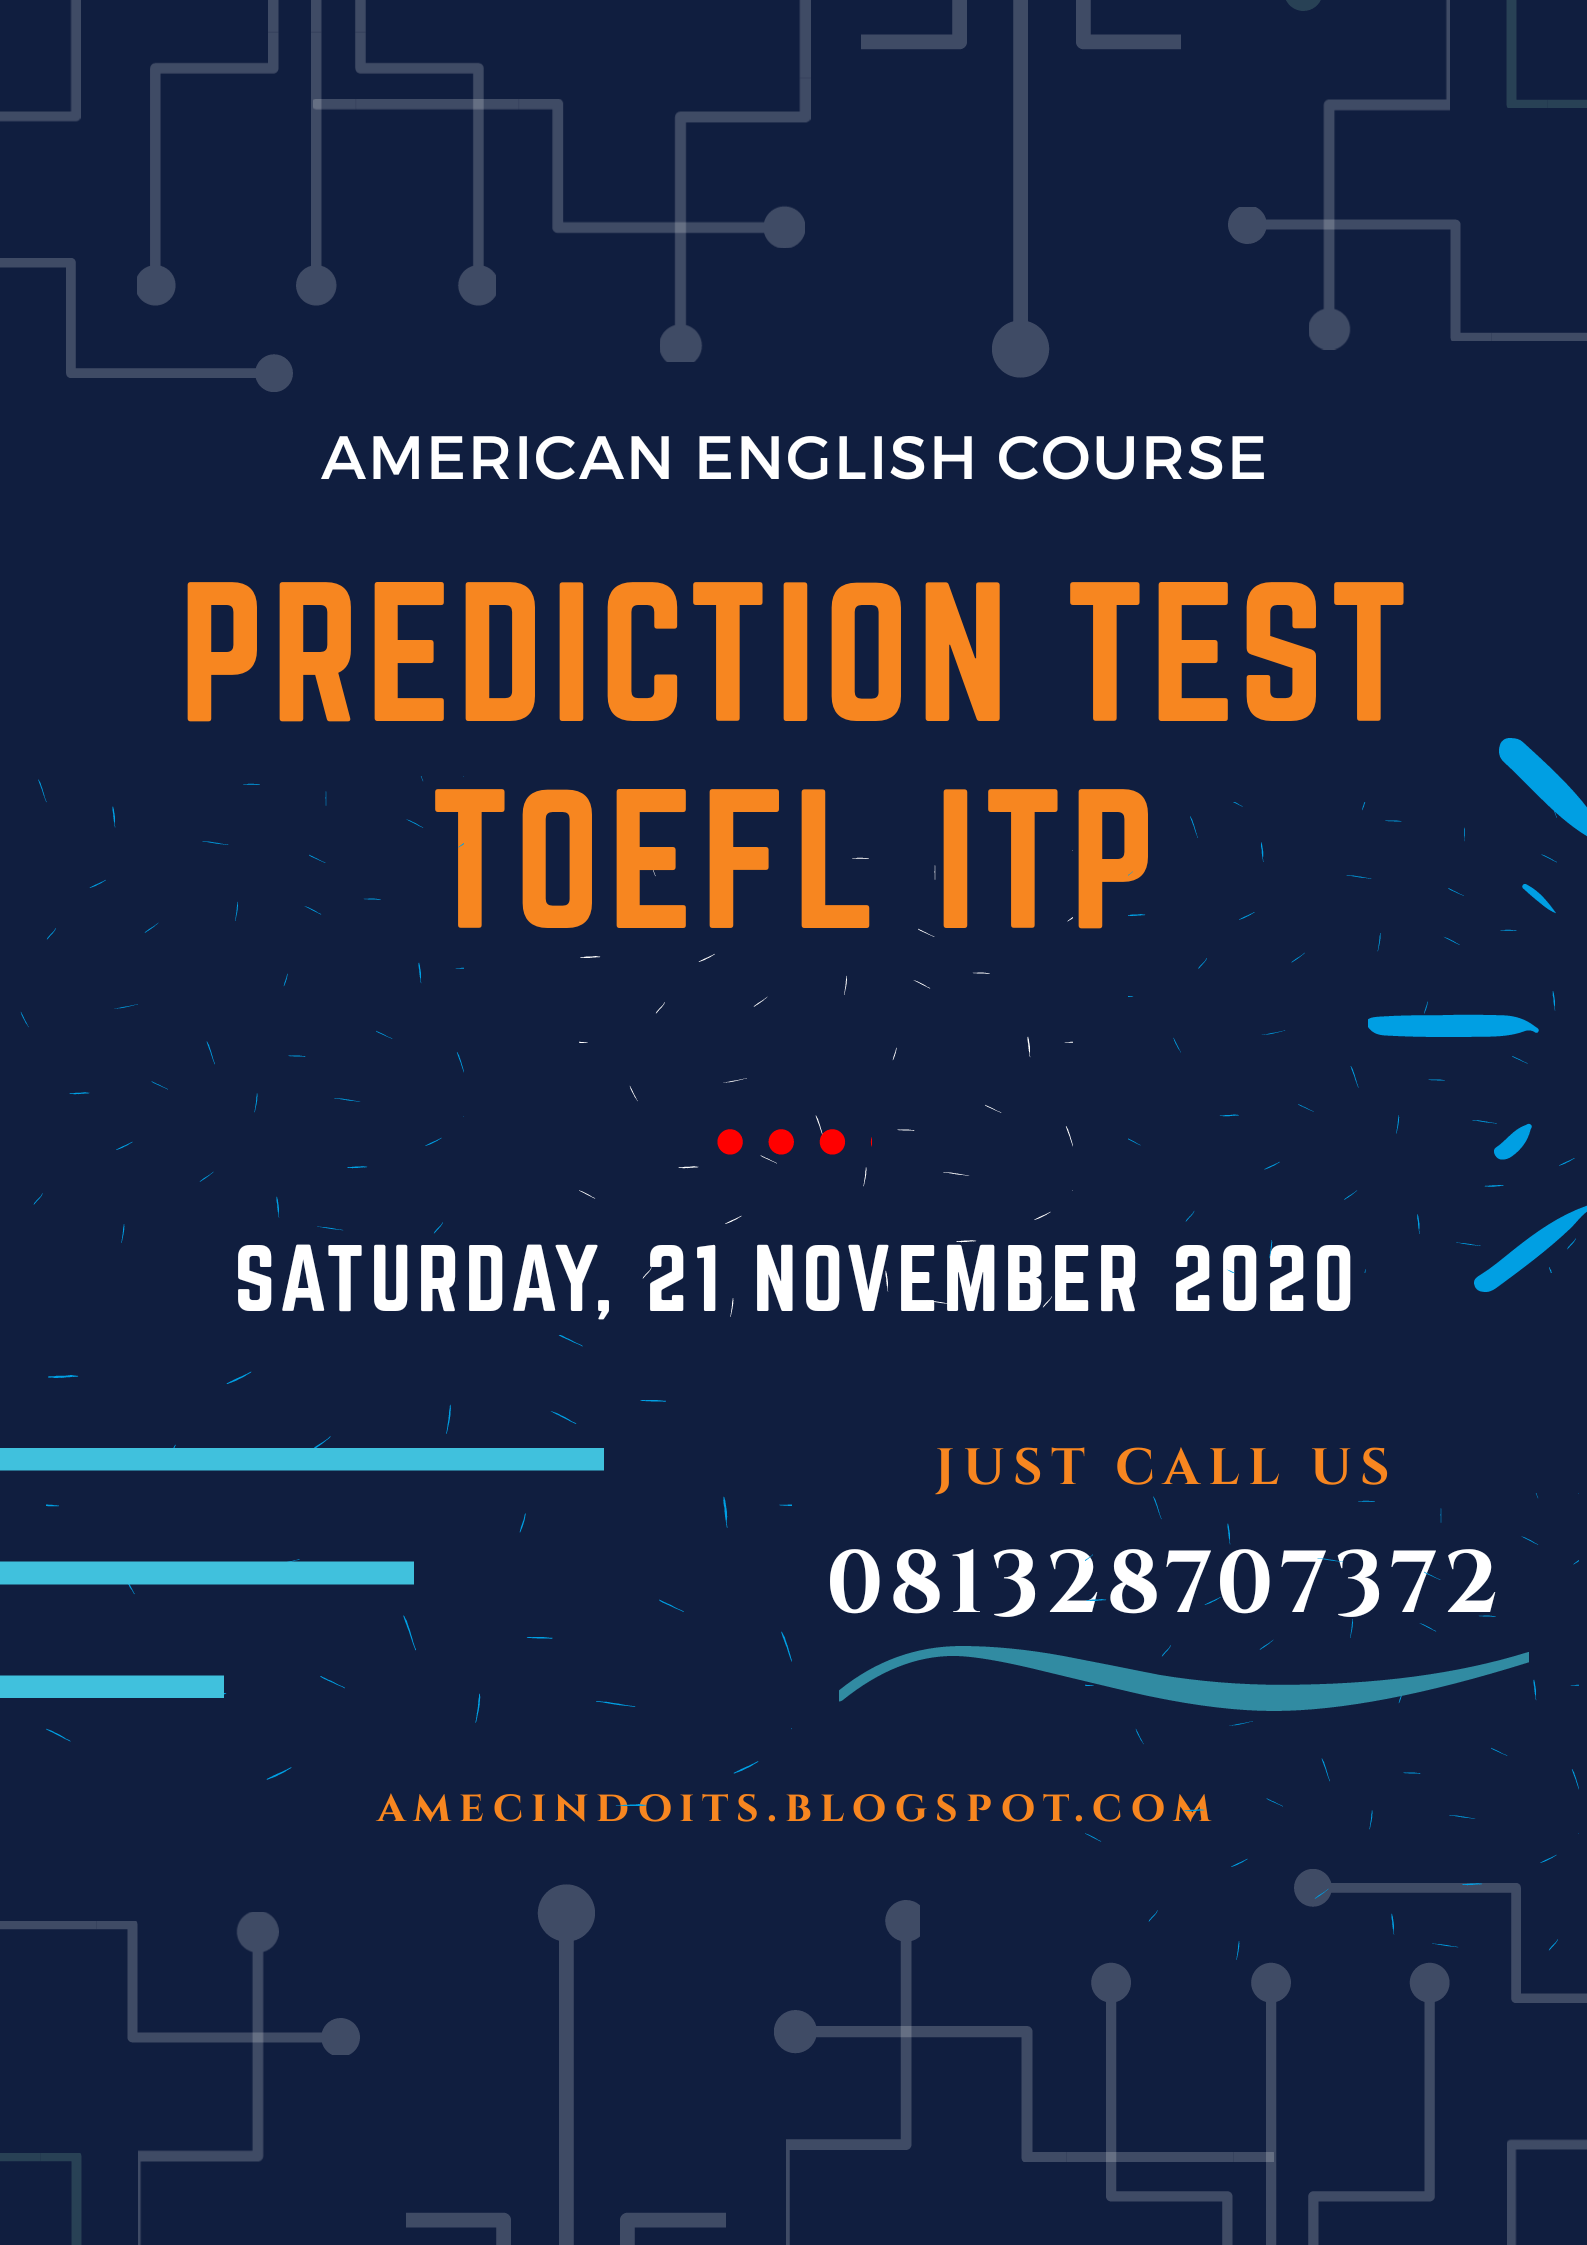 AMERICAN ENGLISH COURSE
PREDICTION TEST
TOEFL ITP
SATURDAY, 21 NOVEMBER 2020
JUST CALL US
081328707372
AMECINDOITS.BLOGSPOT.COM